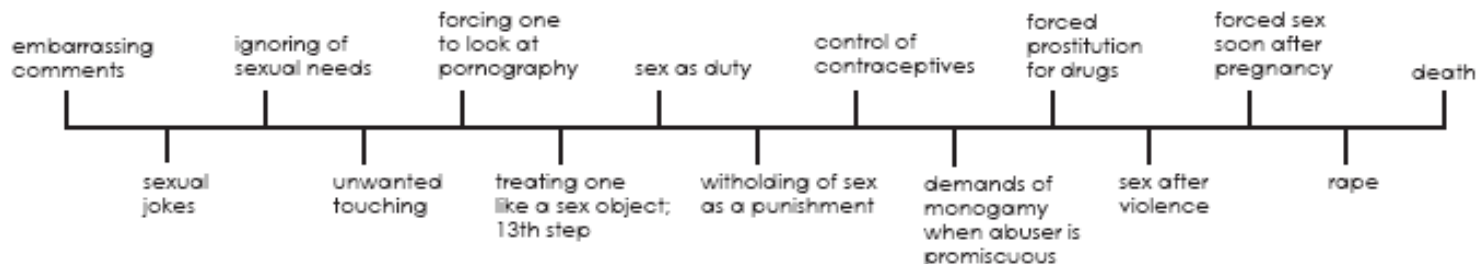 embarrassing
comments
ignoring of
sexual needs
forcing one
to look at
pornography
sex as duty
control of
contraceptives
forced
prostitution
for drugs
forced sex
soon after
pregnancy
death
sexual
jokes
unwanted
touching
treating one
like a sex object;
13th step
witholding of sex
as a punishment
demands of
monogamy
when abuser is
promiscuous
sex after
violence
rape